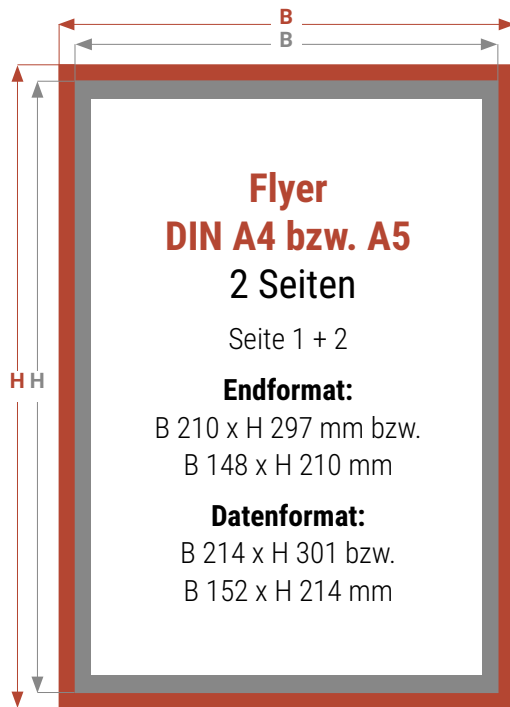 B
B
H H
Flyer
DIN A4 bzw. A5
2 Seiten
Seite 1 + 2
Endformat:
B 210 x H 297 mm bzw.
B 148 x H 210 mm
Datenformat:
B 214 x H 301 bzw.
B 152 x H 214 mm